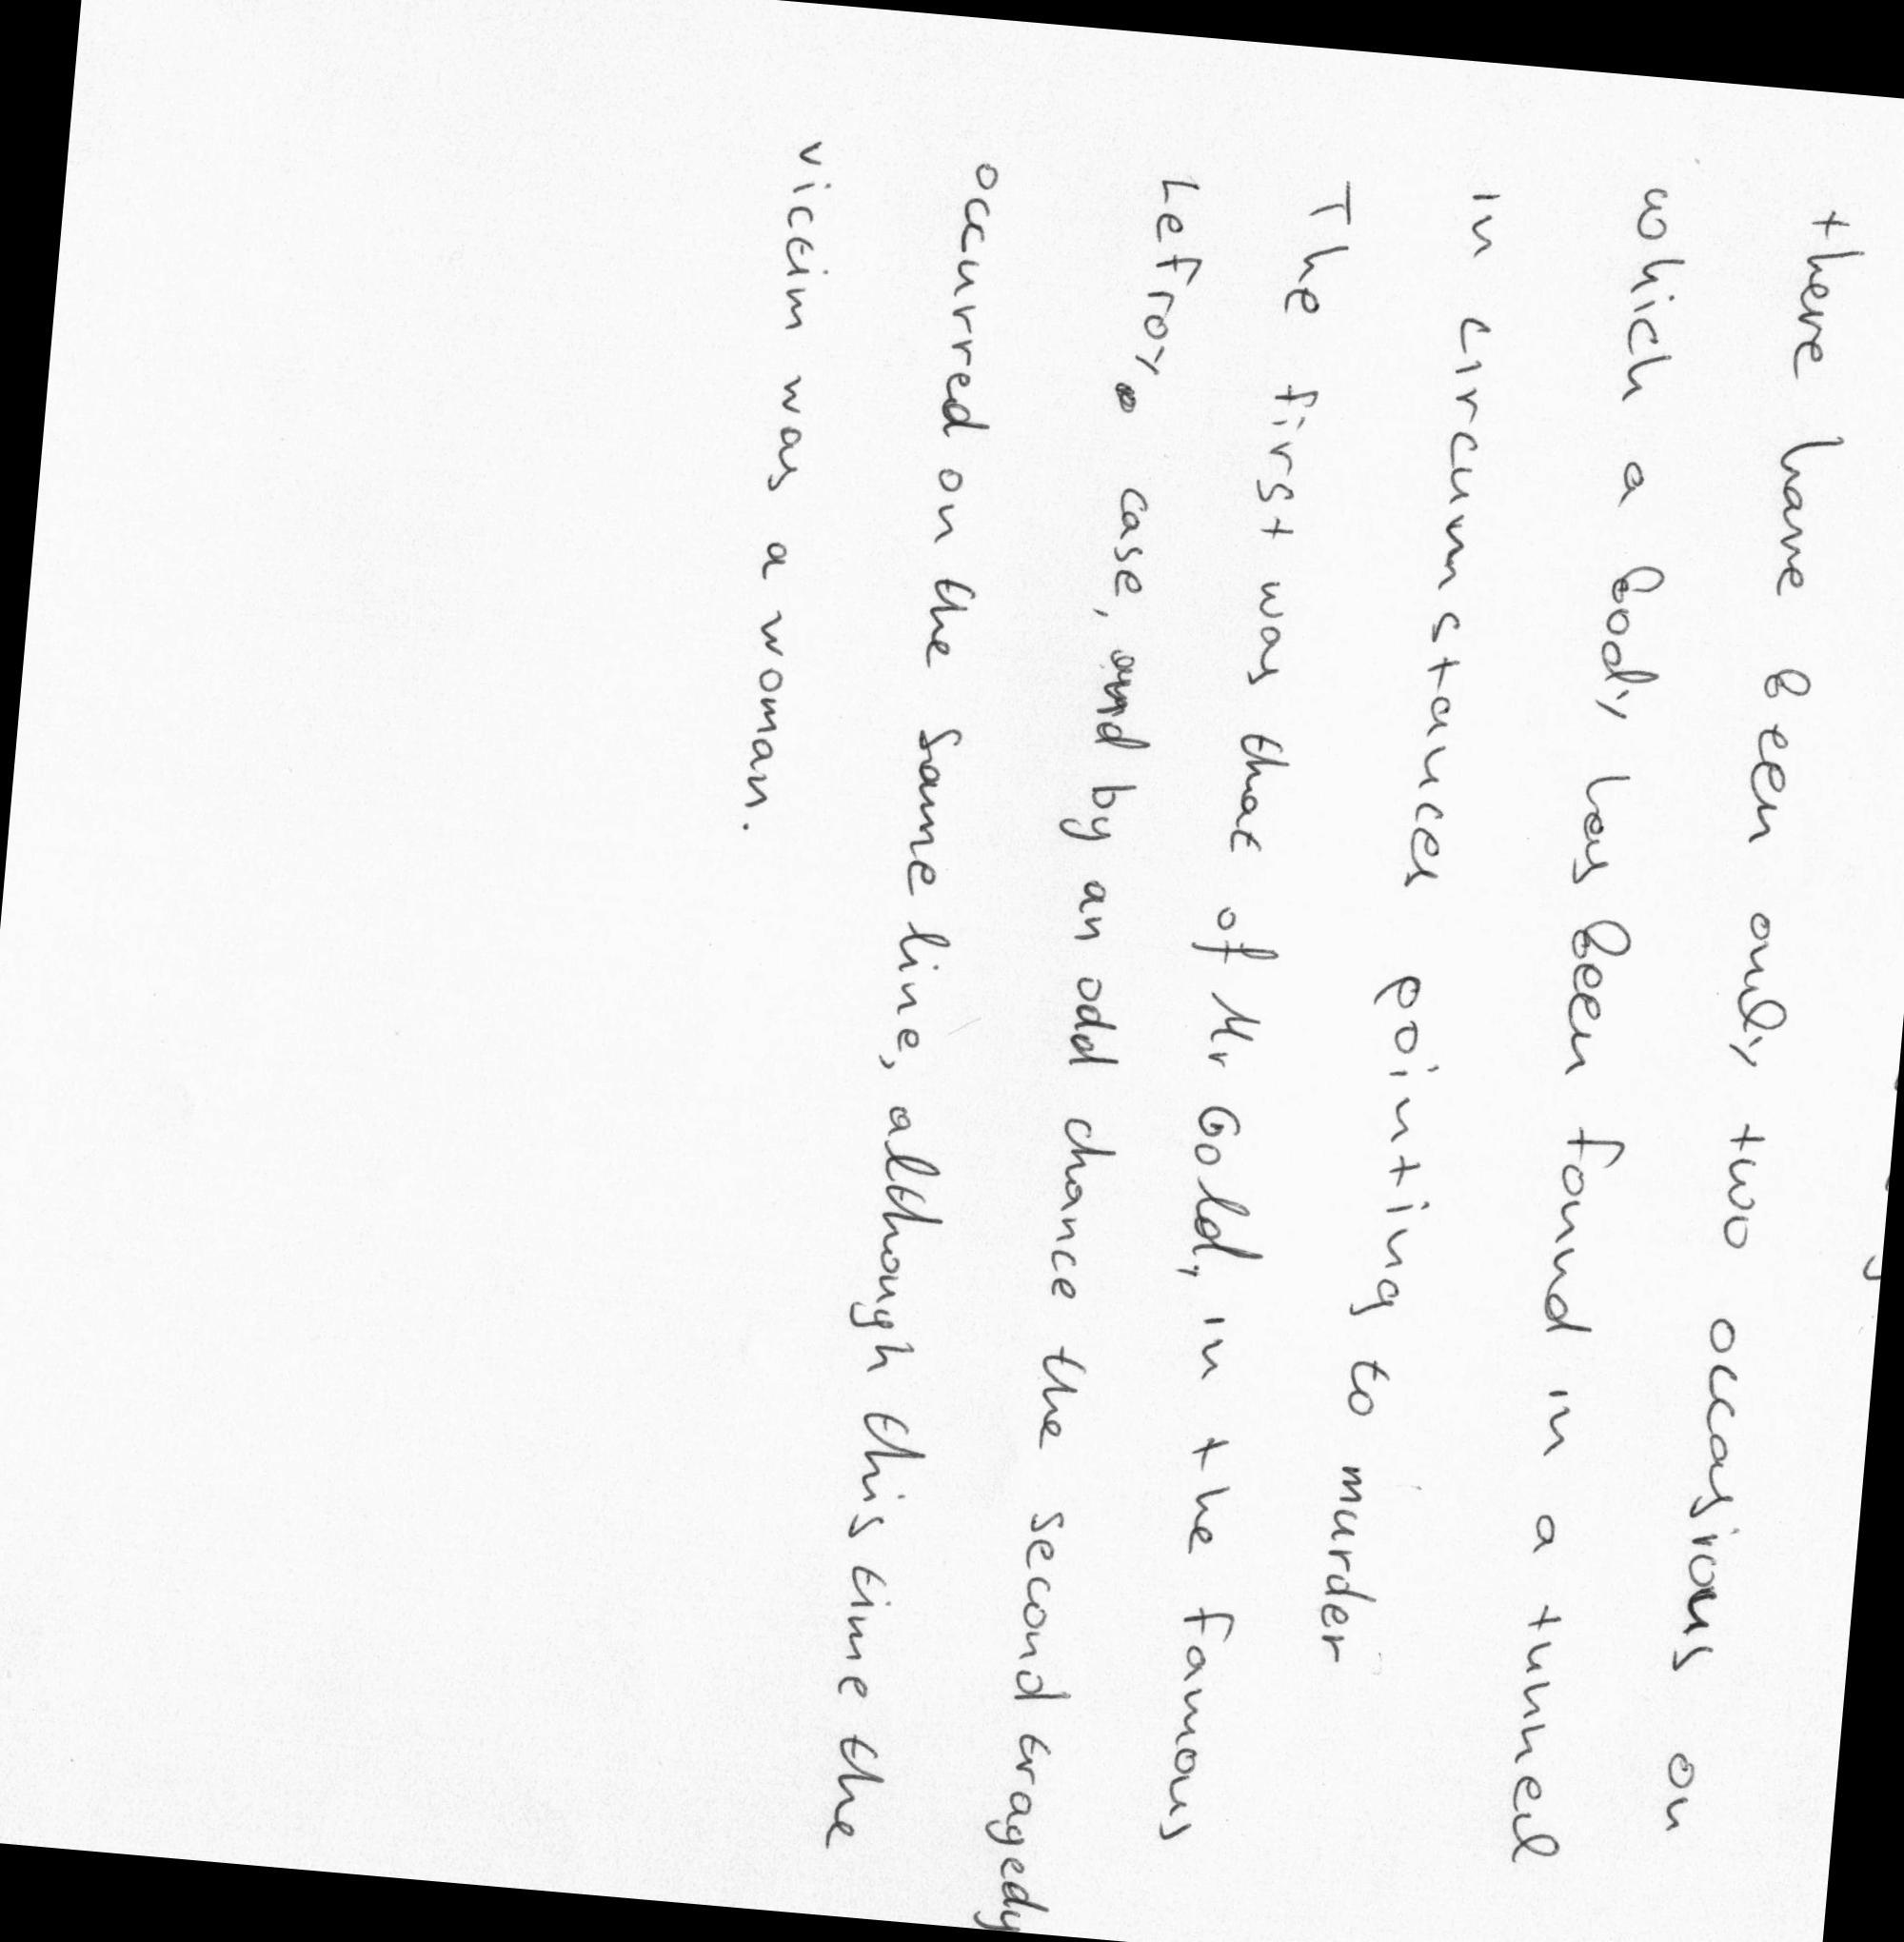 there have been only two occasions on
which a body has been found in a tunnel
in circumstances pointing to murder
The first was that of Mr Gold, in the famous
Lefroy case, and by an odd chance the second tragedy
occurred on the same line, although this time the
victim was a woman.